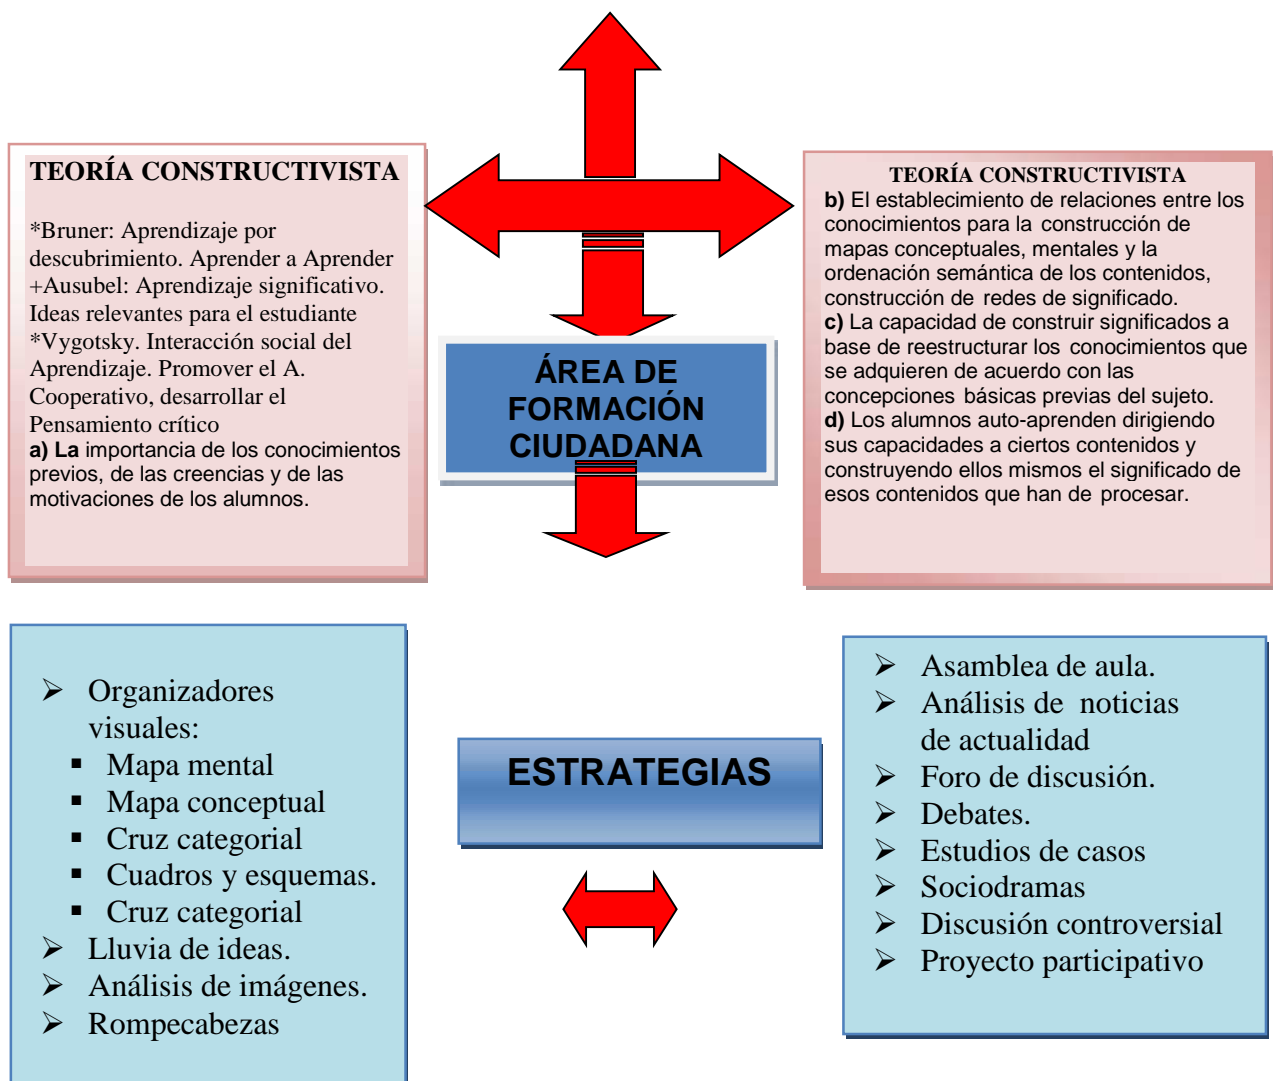 TEORÍA CONSTRUCTIVISTA
*Bruner: Aprendizaje por
descubrimiento. Aprender a Aprender
+Ausubel: Aprendizaje significativo.
Ideas relevantes para el estudiante
*Vygotsky. Interacción social del
Aprendizaje. Promover el A.
Cooperativo, desarrollar el
Pensamiento crítico
a) La importancia de los conocimientos
previos, de las creencias y de las
motivaciones de los alumnos.
ÁREA DE
FORMACIÓN
CIUDADANA
TEORÍA CONSTRUCTIVISTA
b) El establecimiento de relaciones entre los
conocimientos para la construcción de
mapas conceptuales, mentales y la
ordenación semántica de los contenidos,
construcción de redes de significado.
c) La capacidad de construir significados a
base de reestructurar los conocimientos que
se adquieren de acuerdo con las
concepciones básicas previas del sujeto.
d) Los alumnos auto-aprenden dirigiendo
sus capacidades a ciertos contenidos y
construyendo ellos mismos el significado de
esos contenidos que han de procesar.
➢ Organizadores
visuales:
▪ Mapa mental
▪ Mapa conceptual
▪ Cruz categorial
▪ Cuadros y esquemas.
▪ Cruz categorial
➢ Lluvia de ideas.
➢ Análisis de imágenes.
➢ Rompecabezas
ESTRATEGIAS
➢ Asamblea de aula.
➢ Análisis de noticias
de actualidad
➢ Foro de discusión.
➢ Debates.
➢ Estudios de casos
➢ Sociodramas
➢ Discusión controversial
➢ Proyecto participativo